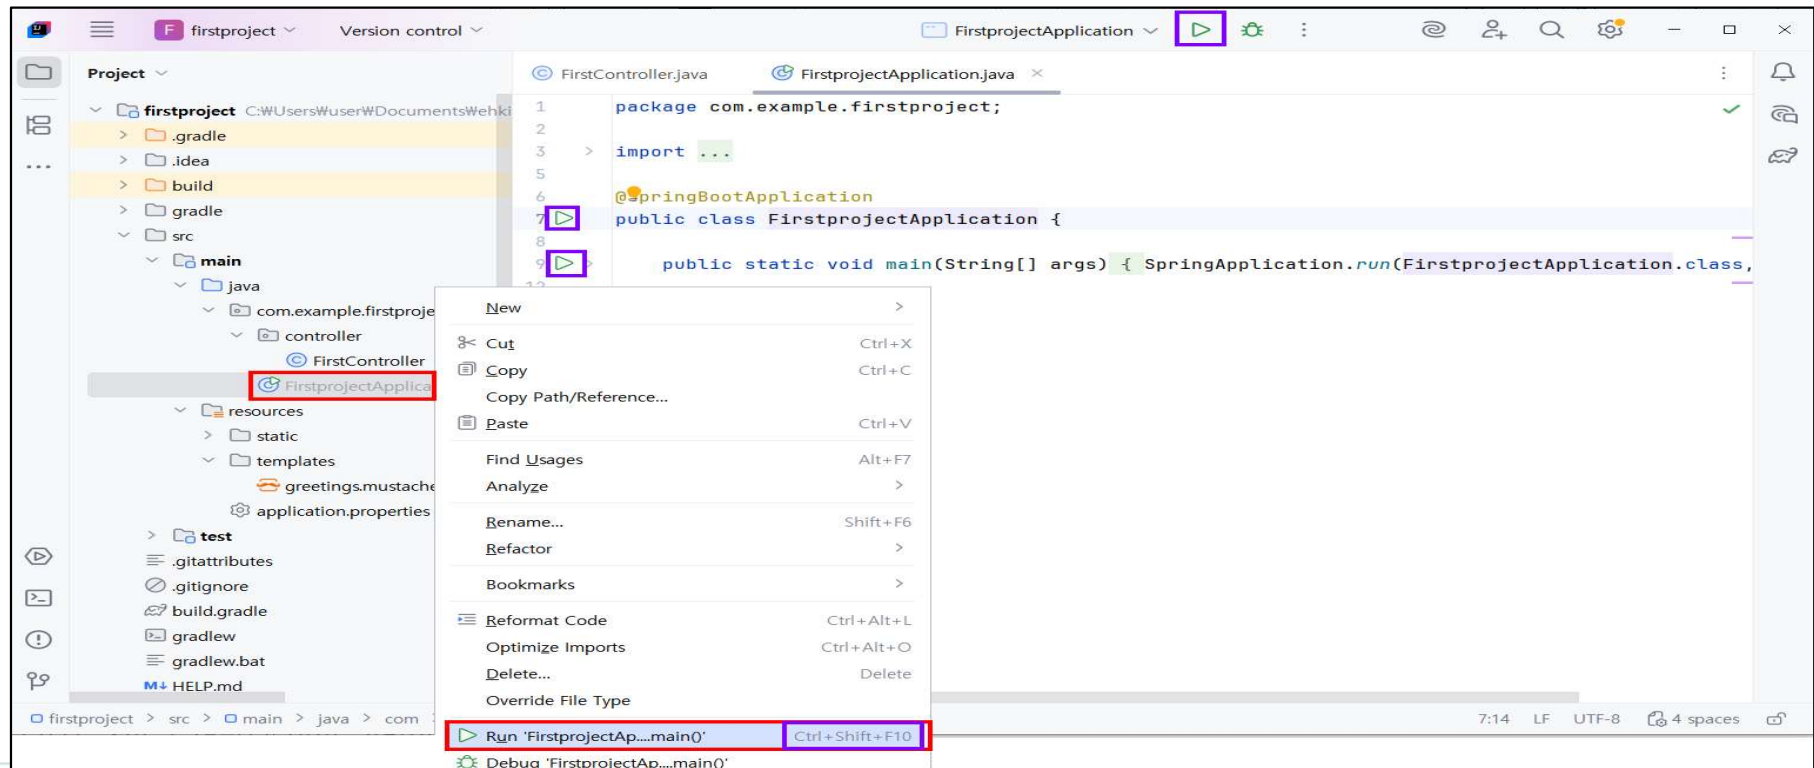 F firstproject
Version control
FirstprojectApplication
Project
FirstController.java
FirstprojectApplication.java
firstproject C:₩Users₩user₩Documents₩ehki
.gradle
.idea
build
gradle
src
main
java
com.example.firstproje
controller
FirstController
FirstprojectApplica
resources
static
templates
greetings.mustache
application.properties
test
.gitattributes
.gitignore
build.gradle
gradlew
gradlew.bat
M↓ HELP.md
1 package com.example.firstproject;
2
3 import ...
5
6 @SpringBootApplication
7 public class FirstprojectApplication {
8
9 public static void main(String[] args) { SpringApplication.run(FirstprojectApplication.class,
12
New
Cut Ctrl+X
Copy Ctrl+C
Copy Path/Reference...
Paste Ctrl+V
Find Usages Alt+F7
Analyze
Rename... Shift+F6
Refactor
Bookmarks
Reformat Code Ctrl+Alt+L
Optimize Imports Ctrl+Alt+O
Delete... Delete
Override File Type
Run 'FirstprojectAp....main()' Ctrl+Shift+F10
Debug 'FirstprojectAp....main()'
firstproject > src > main > java > com
7:14 LF UTF-8 4 spaces